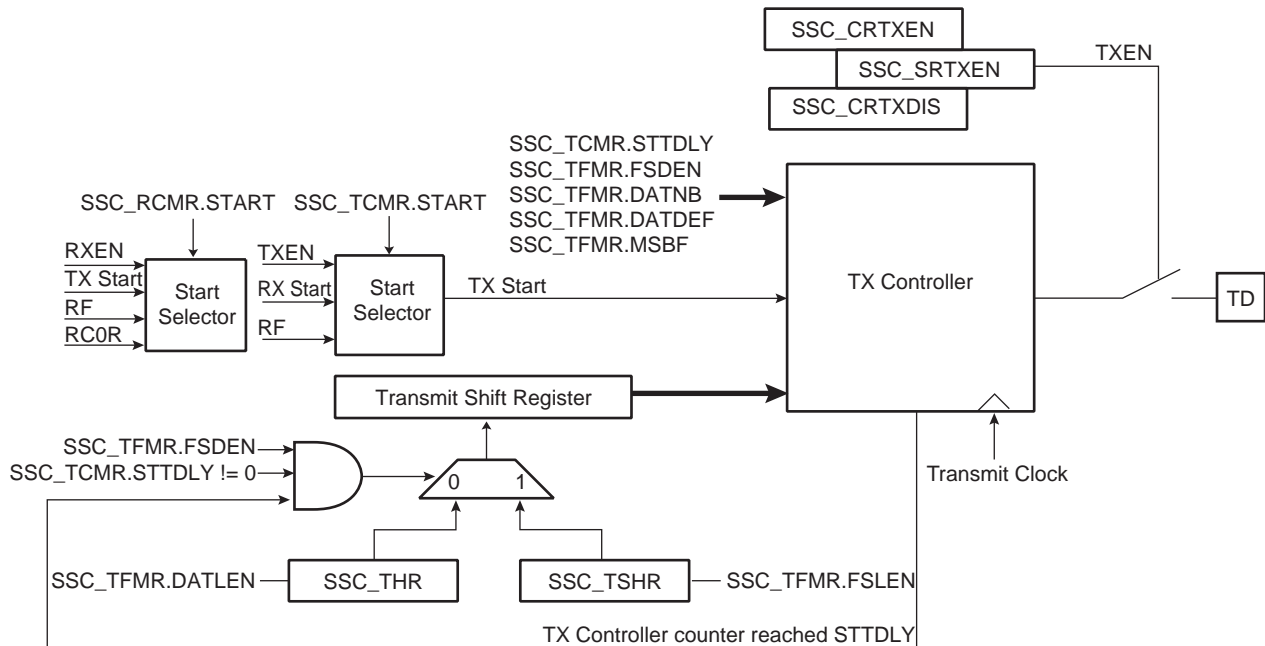 SSC_CRTXEN
SSC_SRTXEN
TXEN
SSC_CRTXDIS
SSC_TCMR.STTDLY
SSC_TFMR.FSDEN
SSC_TFMR.DATNB
SSC_TFMR.DATDEF
SSC_TFMR.MSBF
SSC_RCMR.START
SSC_TCMR.START
RXEN
TX Start
RF
RC0R
Start
Selector
TXEN
RX Start
RF
Start
Selector
TX Start
TX Controller
TD
Transmit Shift Register
SSC_TFMR.FSDEN
SSC_TCMR.STTDLY != 0
0
1
Transmit Clock
SSC_TFMR.DATLEN
SSC_THR
SSC_TSHR
SSC_TFMR.FSLEN
TX Controller counter reached STTDLY